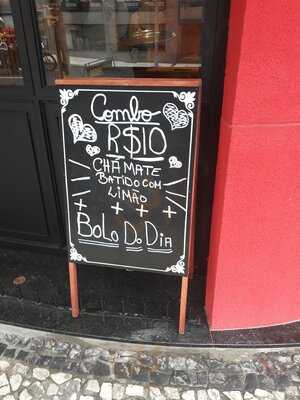 Combo
R$10
CHÁ MATE
BATIDO COM
LIMÃO
+ + + +
BOLO DO DIA